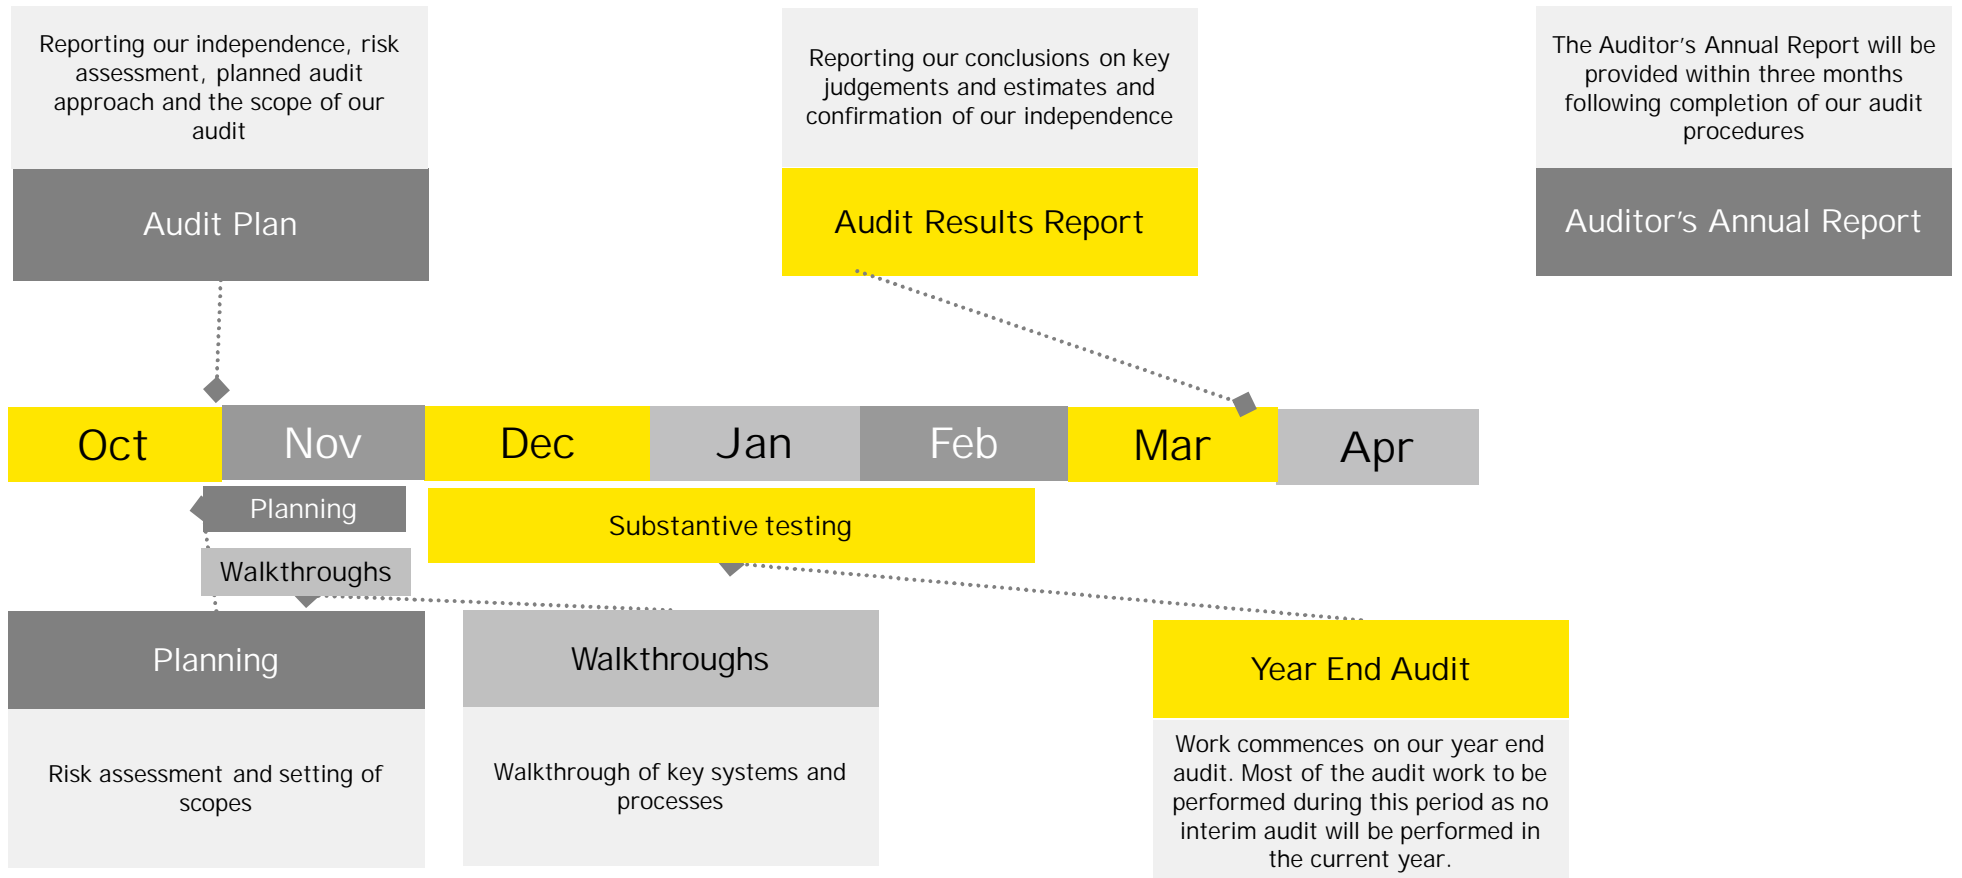 Reporting our independence, risk
assessment, planned audit
approach and the scope of our
audit
Audit Plan
Reporting our conclusions on key
judgements and estimates and
confirmation of our independence
Audit Results Report
The Auditor’s Annual Report will be
provided within three months
following completion of our audit
procedures
Auditor’s Annual Report
Oct
Nov
Dec
Jan
Feb
Mar
Apr
Planning
Walkthroughs
Substantive testing
Planning
Risk assessment and setting of
scopes
Walkthroughs
Walkthrough of key systems and
processes
Year End Audit
Work commences on our year end
audit. Most of the audit work to be
performed during this period as no
interim audit will be performed in
the current year.